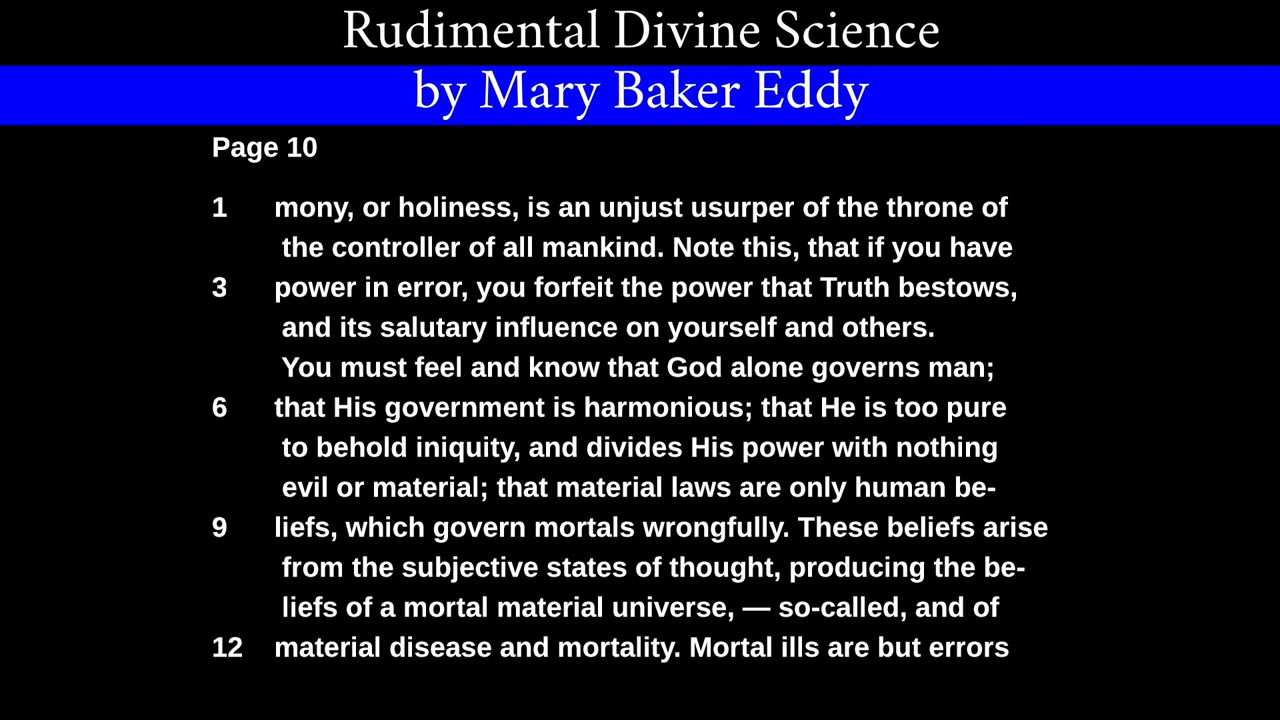 Rudimental Divine Science
by Mary Baker Eddy
Page 10
1 mony, or holiness, is an unjust usurper of the throne of
the controller of all mankind. Note this, that if you have
3 power in error, you forfeit the power that Truth bestows,
and its salutary influence on yourself and others.
You must feel and know that God alone governs man;
6 that His government is harmonious; that He is too pure
to behold iniquity, and divides His power with nothing
evil or material; that material laws are only human be-
9 liefs, which govern mortals wrongfully. These beliefs arise
from the subjective states of thought, producing the be-
liefs of a mortal material universe, — so-called, and of
12 material disease and mortality. Mortal ills are but errors